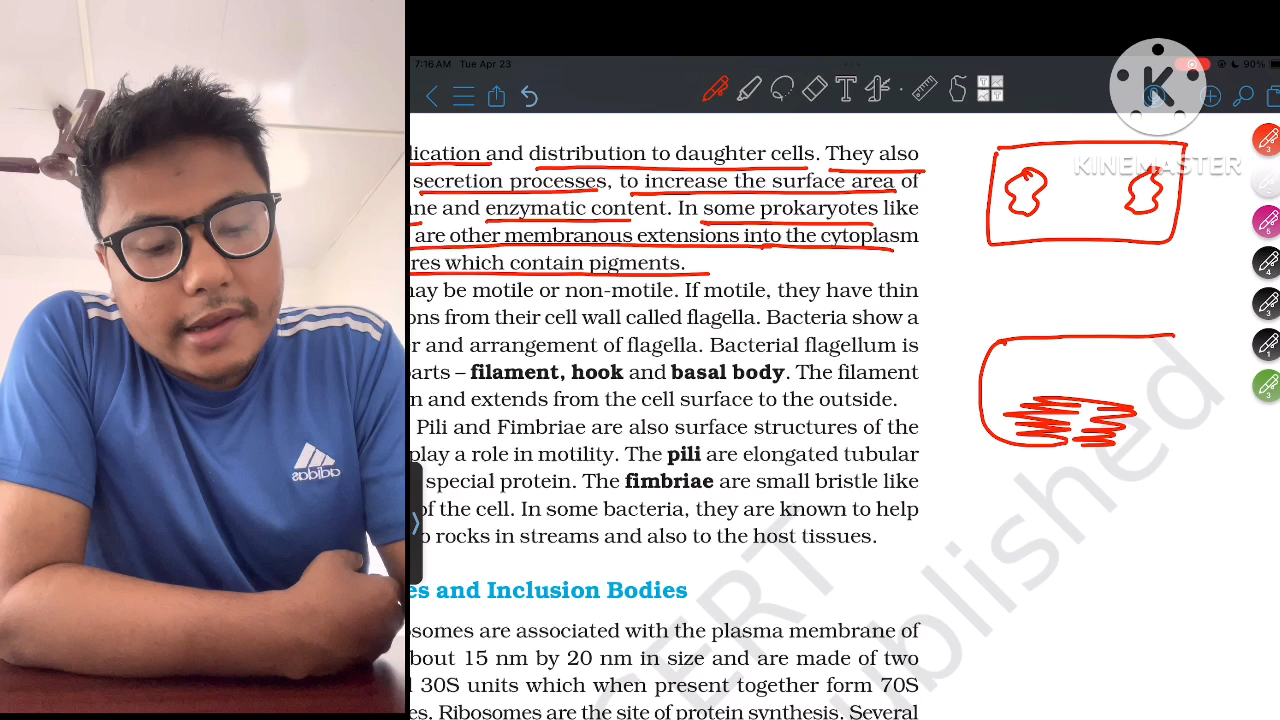 7:16 AM Tue Apr 23
90%
KINEMASTER
lication and distribution to daughter cells. They also
secretion processes, to increase the surface area of
ne and enzymatic content. In some prokaryotes like
are other membranous extensions into the cytoplasm
res which contain pigments.
nay be motile or non-motile. If motile, they have thin
ons from their cell wall called flagella. Bacteria show a
r and arrangement of flagella. Bacterial flagellum is
arts – filament, hook and basal body. The filament
n and extends from the cell surface to the outside.
Pili and Fimbriae are also surface structures of the
play a role in motility. The pili are elongated tubular
special protein. The fimbriae are small bristle like
of the cell. In some bacteria, they are known to help
o rocks in streams and also to the host tissues.
es and Inclusion Bodies
osomes are associated with the plasma membrane of
bout 15 nm by 20 nm in size and are made of two
l 30S units which when present together form 70S
es. Ribosomes are the site of protein synthesis. Several
adidas